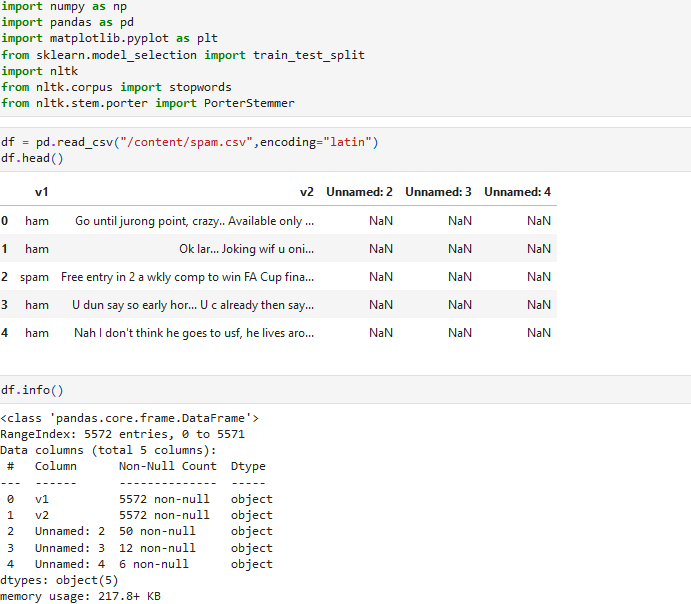 import numpy as np
import pandas as pd
import matplotlib.pyplot as plt
from sklearn.model_selection import train_test_split
import nltk
from nltk.corpus import stopwords
from nltk.stem.porter import PorterStemmer
df = pd.read_csv("/content/spam.csv",encoding="latin")
df.head()
v1 v2 Unnamed: 2 Unnamed: 3 Unnamed: 4
0 ham Go until jurong point, crazy.. Available only ... NaN NaN NaN
1 ham Ok lar... Joking wif u oni... NaN NaN NaN
2 spam Free entry in 2 a wkly comp to win FA Cup fina... NaN NaN NaN
3 ham U dun say so early hor... U c already then say... NaN NaN NaN
4 ham Nah I don't think he goes to usf, he lives aro... NaN NaN NaN
df.info()
<class 'pandas.core.frame.DataFrame'>
RangeIndex: 5572 entries, 0 to 5571
Data columns (total 5 columns):
 #   Column      Non-Null Count  Dtype
---  ------      --------------  -----
 0   v1          5572 non-null   object
 1   v2          5572 non-null   object
 2   Unnamed: 2  50 non-null     object
 3   Unnamed: 3  12 non-null     object
 4   Unnamed: 4  6 non-null      object
dtypes: object(5)
memory usage: 217.8+ KB